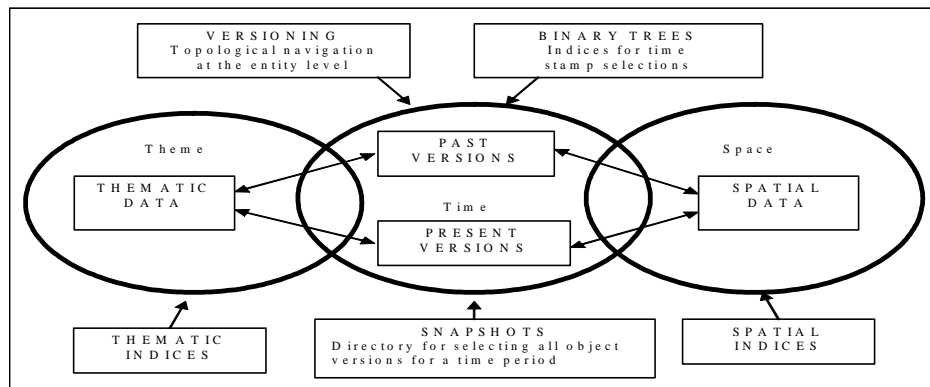 VERSIONING
Topological navigation
at the entity level
BINARY TREES
Indices for time
stamp selections
Theme
PAST
VERSIONS
Space
THEMATIC
DATA
SPATIAL
DATA
Time
PRESENT
VERSIONS
THEMATIC
INDICES
SNAPSHOTS
Directory for selecting all object
versions for a time period
SPATIAL
INDICES